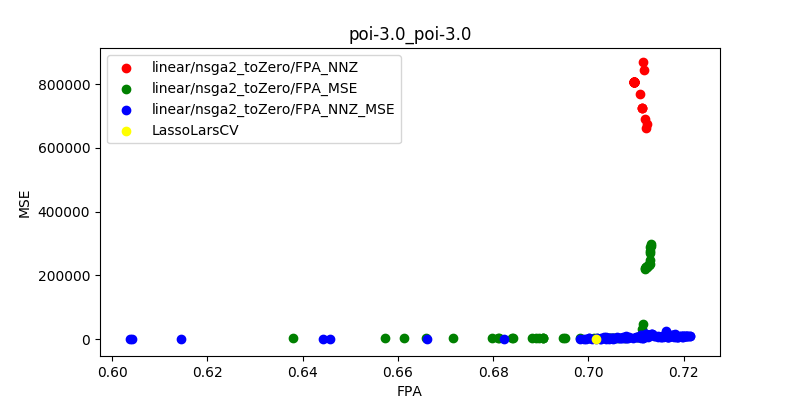 poi-3.0_poi-3.0
linear/nsga2_toZero/FPA_NNZ
linear/nsga2_toZero/FPA_MSE
linear/nsga2_toZero/FPA_NNZ_MSE
LassoLarsCV
MSE
800000
600000
400000
200000
0
0.60 0.62 0.64 0.66 0.68 0.70 0.72
FPA